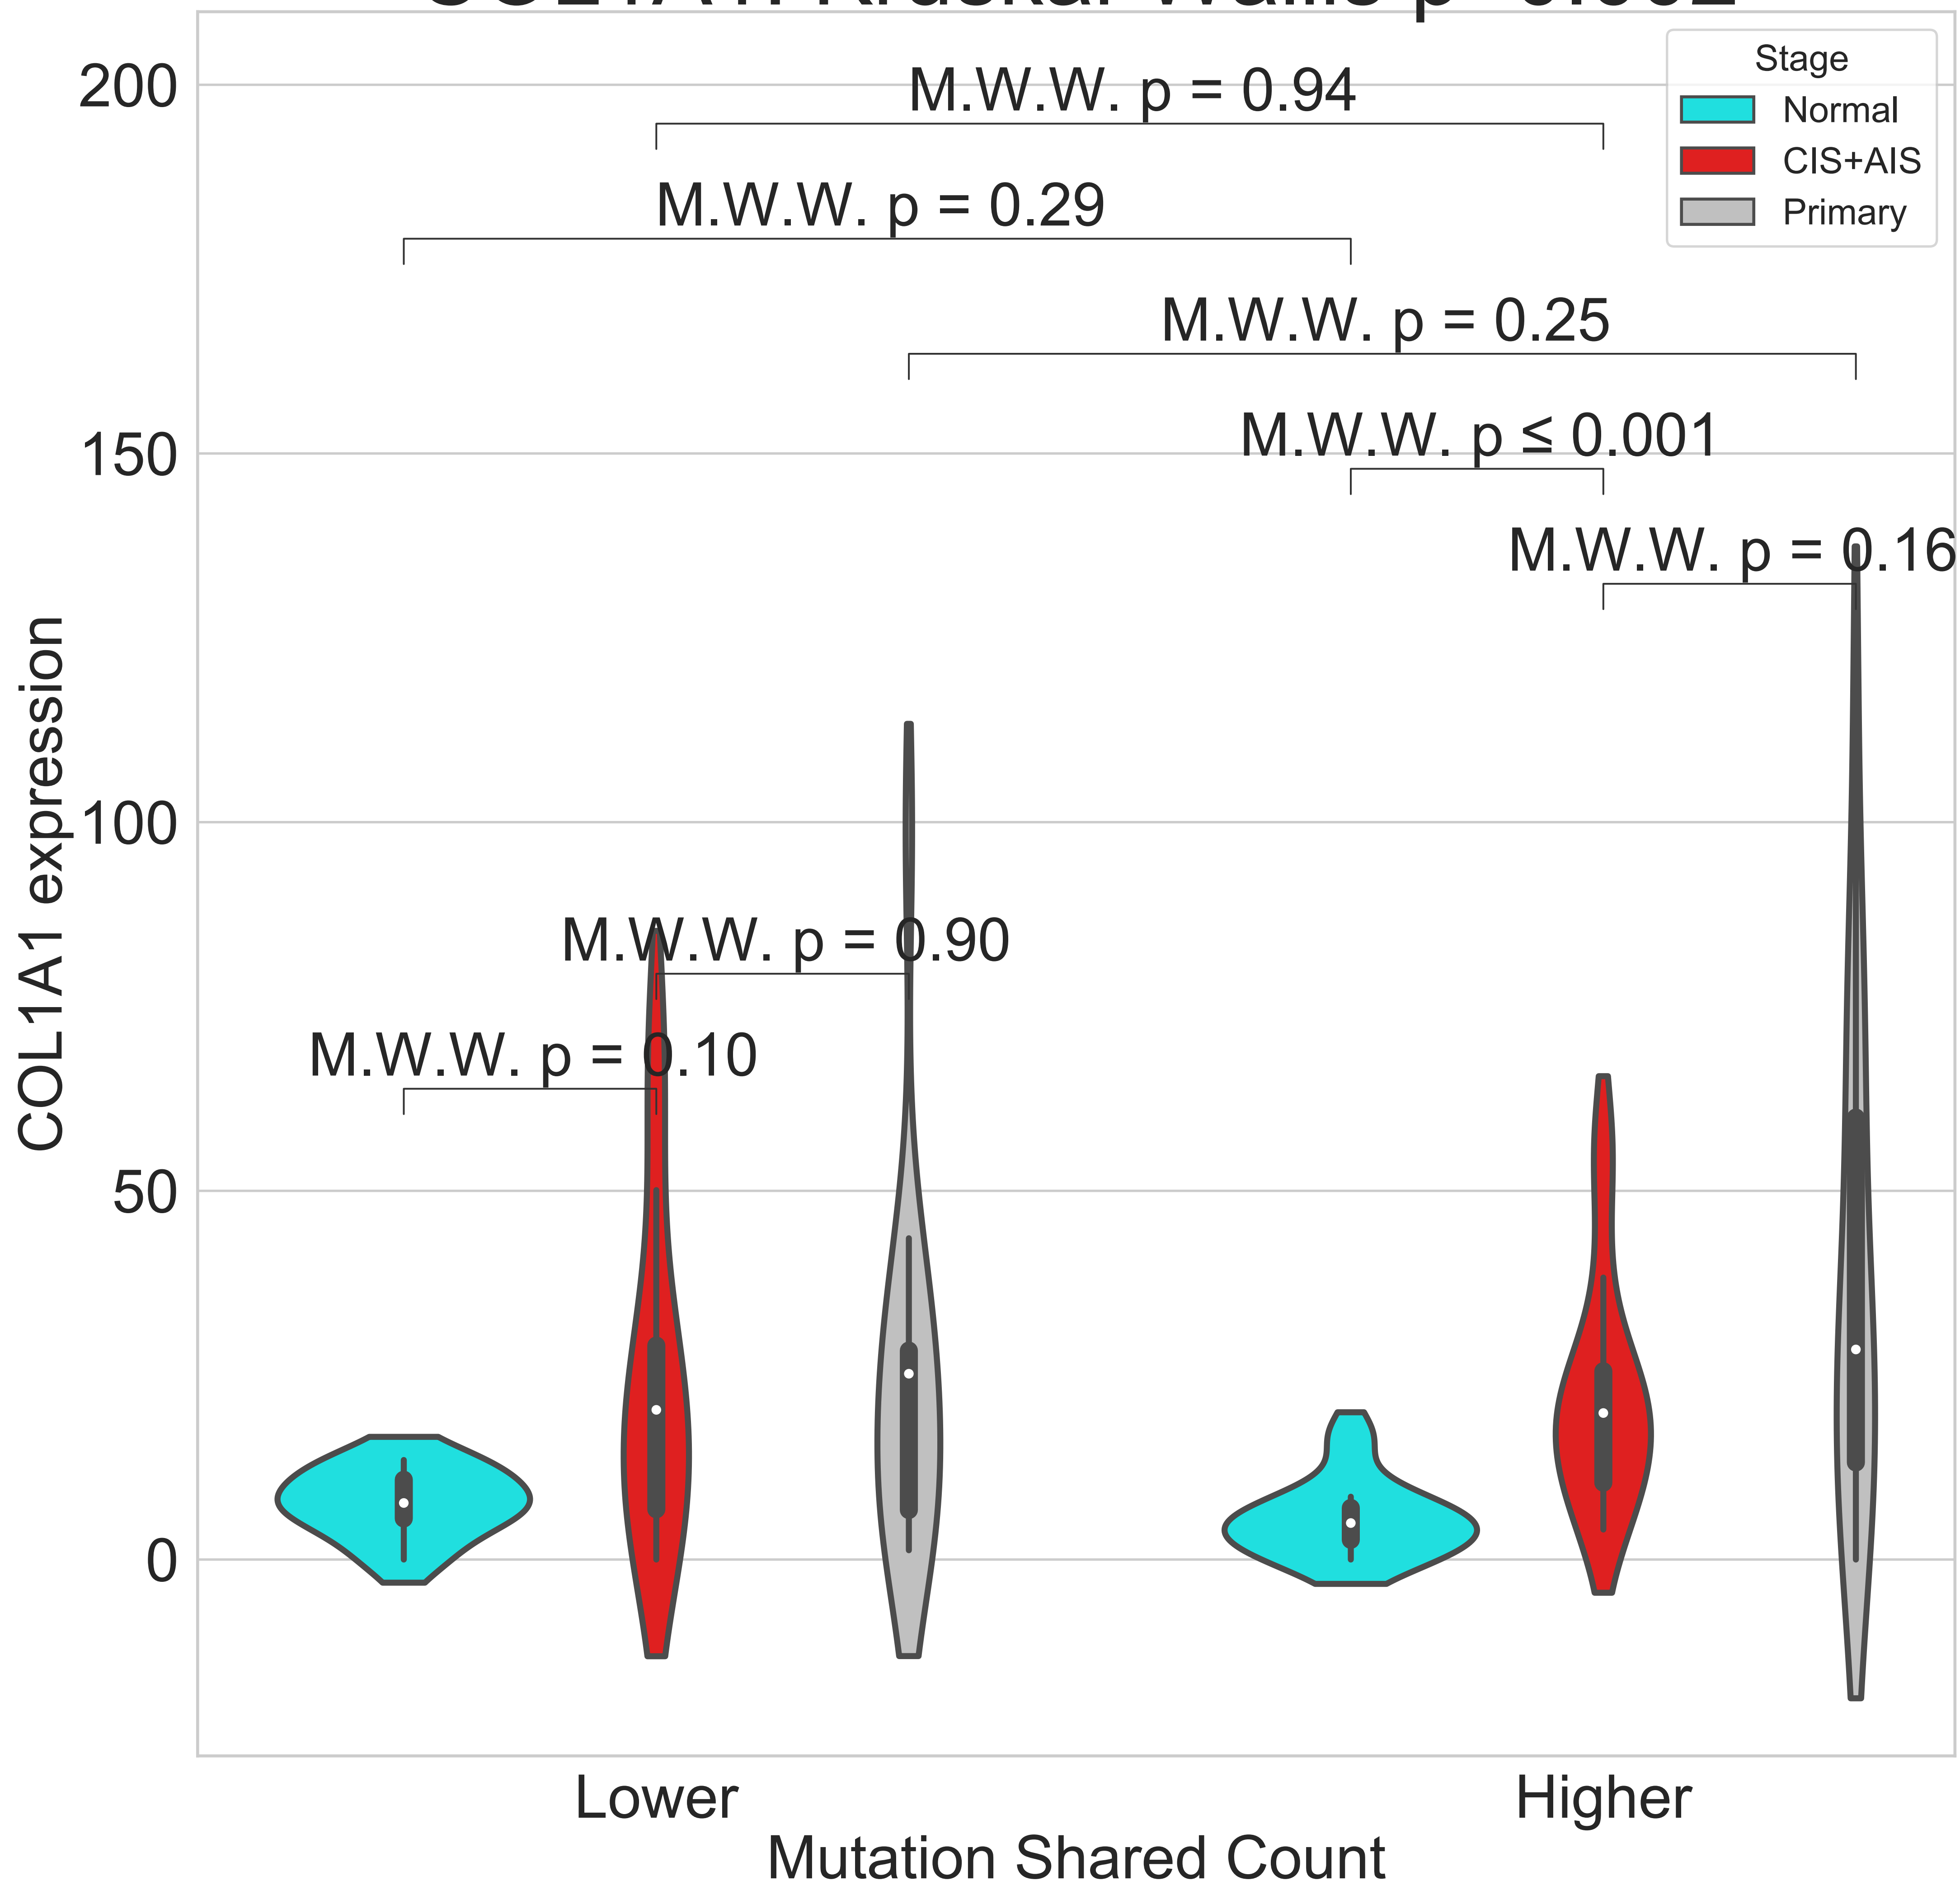 200
150
100
50
0
COL1A1 expression
Stage
Normal
CIS+AIS
Primary
M.W.W. p = 0.94
M.W.W. p = 0.29
M.W.W. p = 0.25
M.W.W. p ≤ 0.001
M.W.W. p = 0.16
M.W.W. p = 0.90
M.W.W. p = 0.10
Lower
Higher
Mutation Shared Count